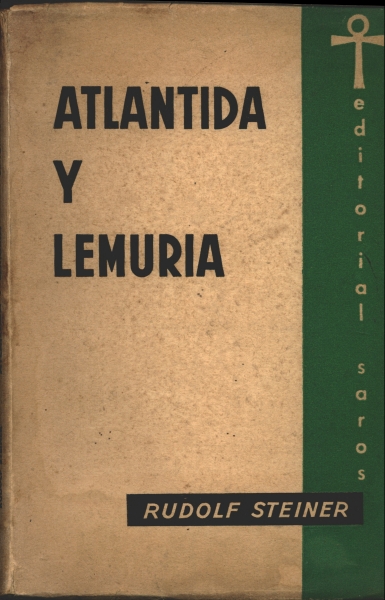 ATLANTIDA
Y
LEMURIA
editorial saros
RUDOLF STEINER